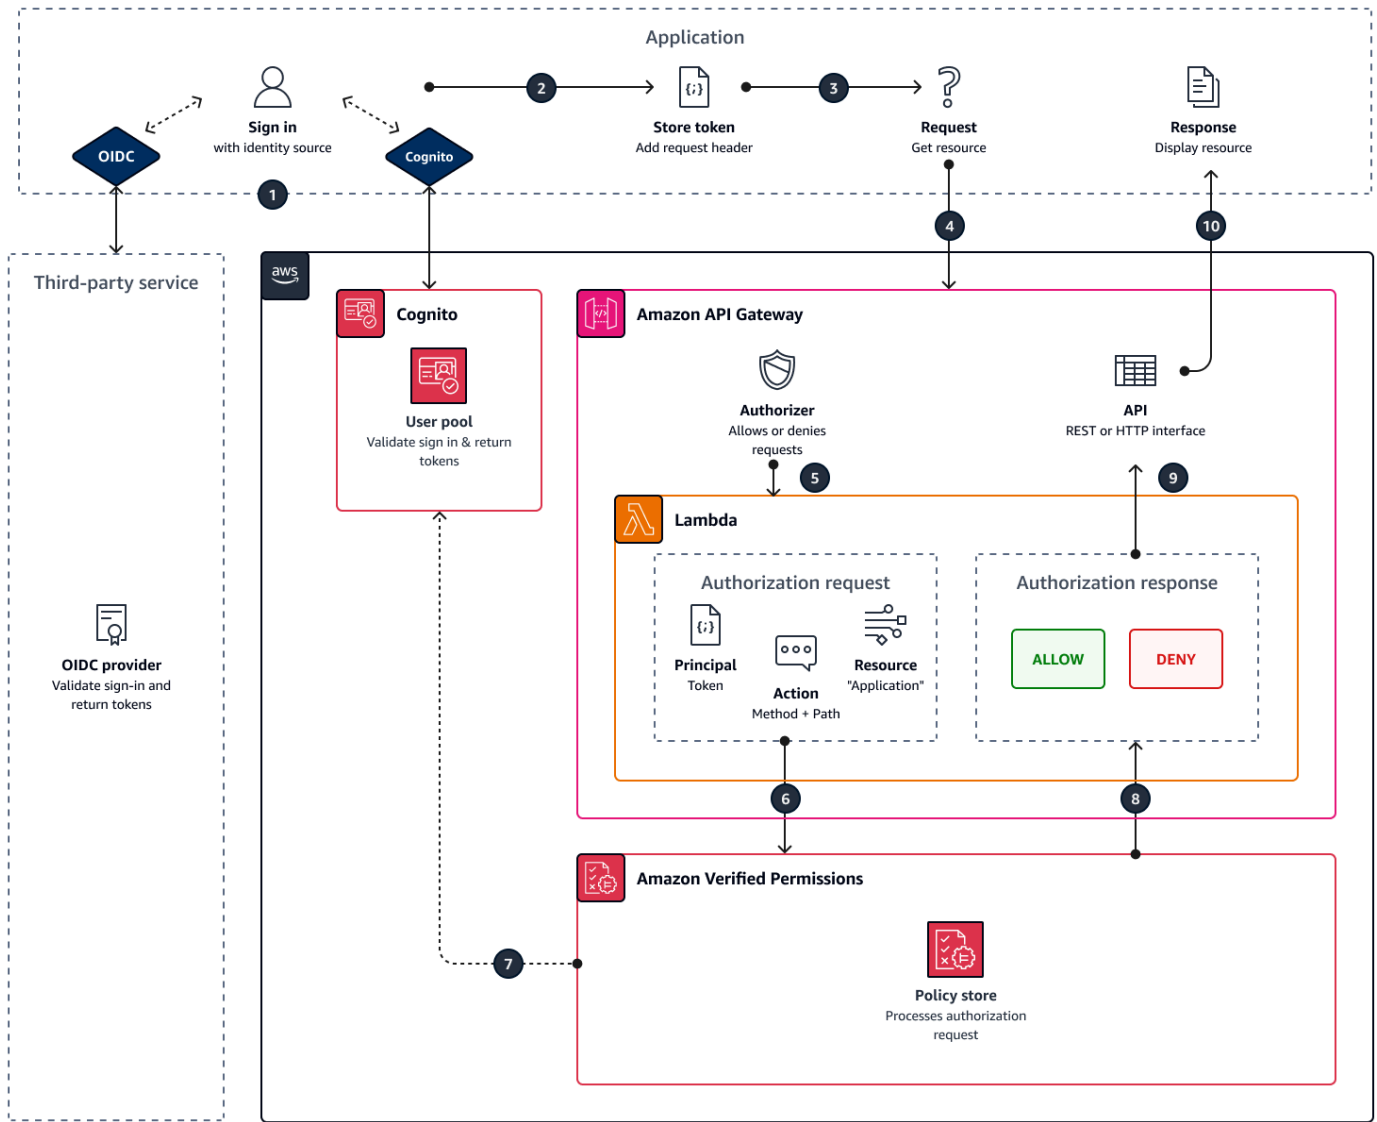 Application
2
3
{;}
Sign in
with identity source
Store token
Add request header
Request
Get resource
Response
Display resource
OIDC
Cognito
1
4
10
Third-party service
OIDC provider
Validate sign-in and
return tokens
aws
Cognito
User pool
Validate sign in & return
tokens
Amazon API Gateway
</>
Authorizer
Allows or denies
requests
API
REST or HTTP interface
5
9
Lambda
Authorization request
{;}
Principal
Token
Action
Method + Path
Resource
"Application"
Authorization response
ALLOW
DENY
6
8
Amazon Verified Permissions
7
Policy store
Processes authorization
request